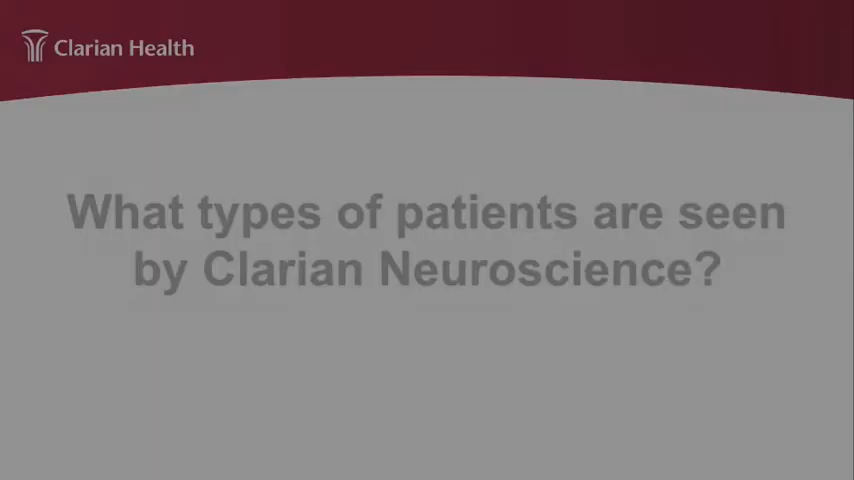 Clarian Health
What types of patients are seen
by Clarian Neuroscience?